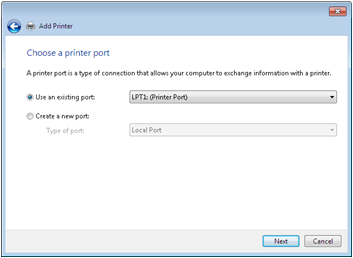 Add Printer
Choose a printer port
A printer port is a type of connection that allows your computer to exchange information with a printer.
Use an existing port: LPT1: (Printer Port)
Create a new port:
Type of port: Local Port
Next Cancel